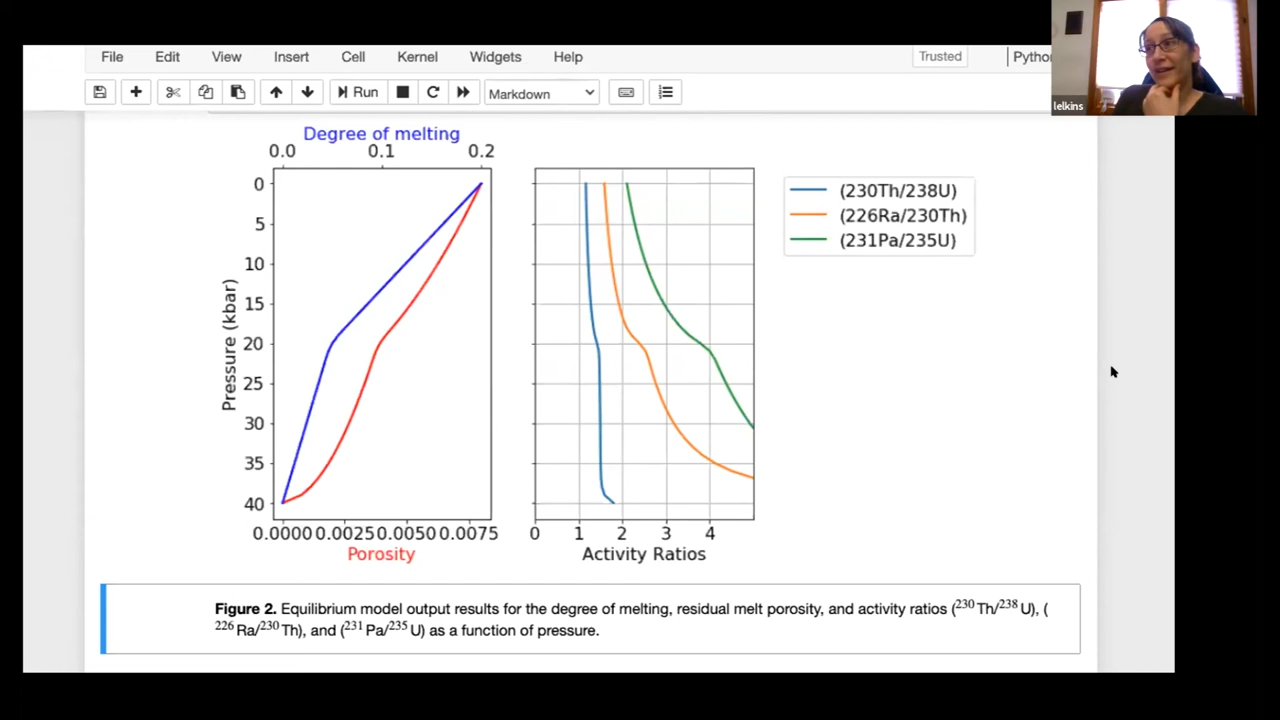 lelkins
File Edit View Insert Cell Kernel Widgets Help Trusted Pytho
Run Markdown
Degree of melting
0.0 0.1 0.2
0
5
10
15
20
25
30
35
40
Pressure (kbar)
0.0000 0.0025 0.0050 0.0075
Porosity
0 1 2 3 4
Activity Ratios
(230Th/238U)
(226Ra/230Th)
(231Pa/235U)
Figure 2. Equilibrium model output results for the degree of melting, residual melt porosity, and activity ratios (²³⁰Th/²³⁸U), (
²²⁶Ra/²³⁰Th), and (²³¹Pa/²³⁵U) as a function of pressure.